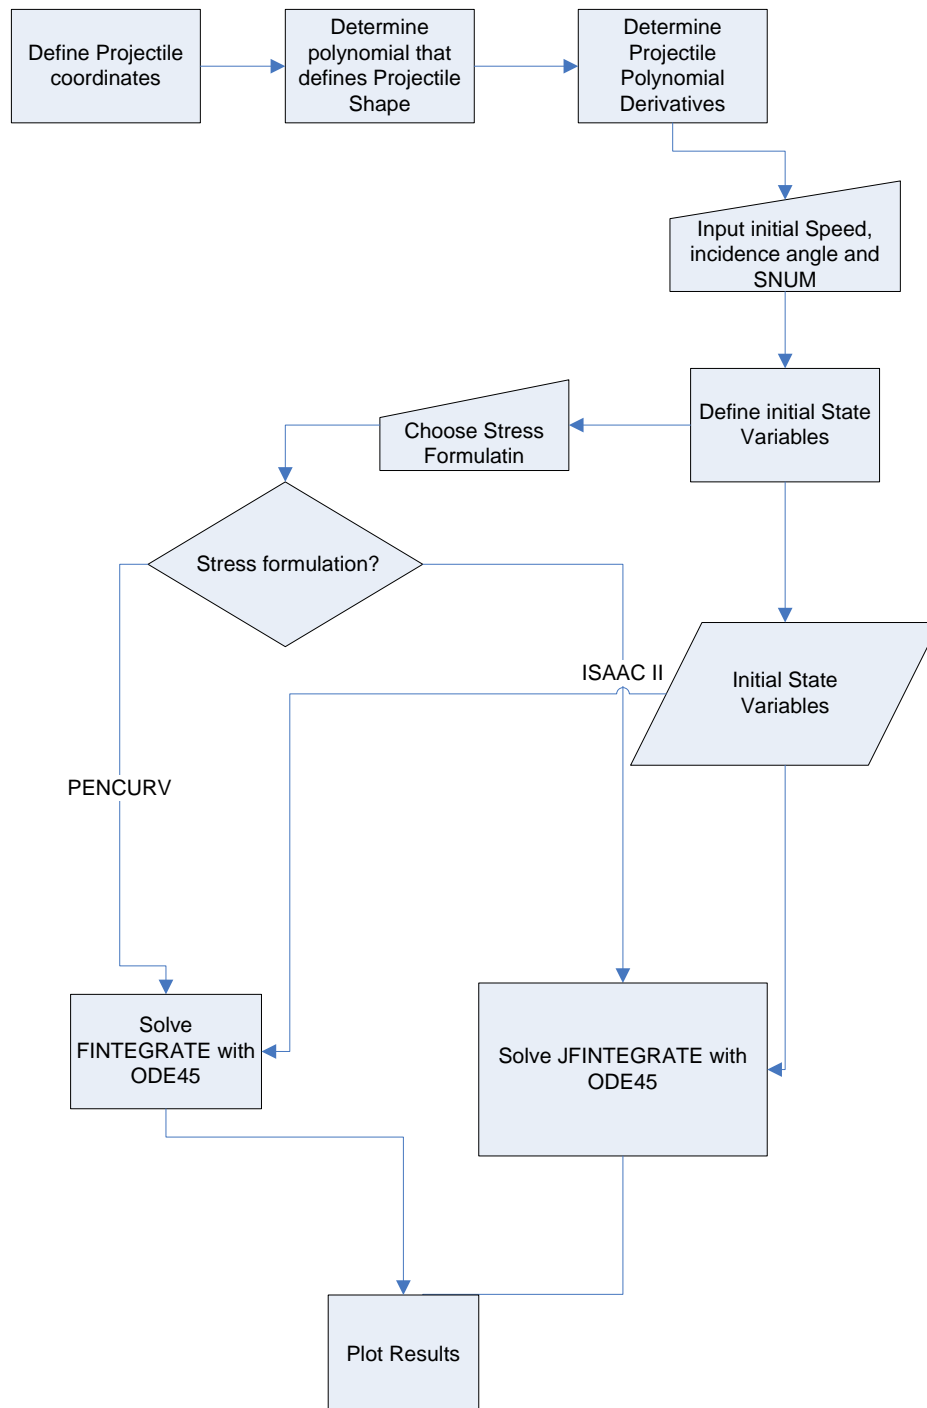 Define Projectile
coordinates
Determine
polynomial that
defines Projectile
Shape
Determine
Projectile
Polynomial
Derivatives
Input initial Speed,
incidence angle and
SNUM
Define initial State
Variables
Choose Stress
Formulatin
Stress formulation?
ISAAC II
Initial State
Variables
PENCURV
Solve
FINTEGRATE with
ODE45
Solve JFINTEGRATE with
ODE45
Plot Results